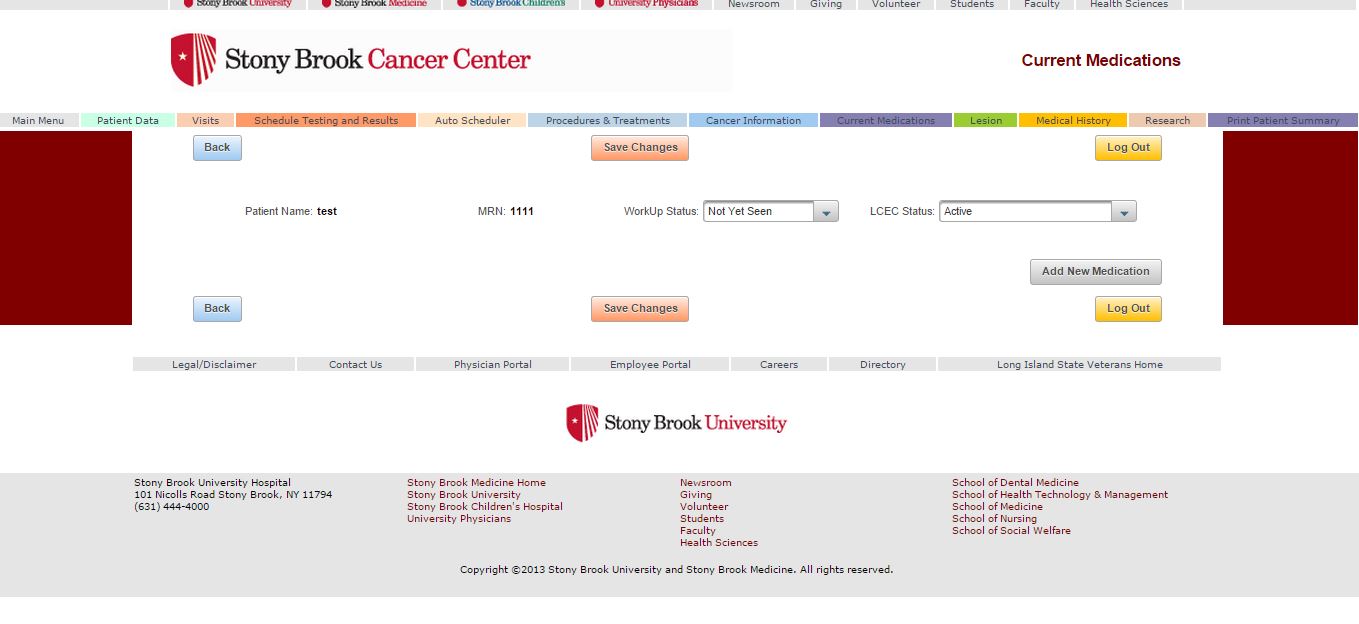 Stony Brook University Stony Brook Medicine Stony Brook Children's University Physicians Newsroom Giving Volunteer Students Faculty Health Sciences
Stony Brook Cancer Center
Current Medications
Main Menu Patient Data Visits Schedule Testing and Results Auto Scheduler Procedures & Treatments Cancer Information Current Medications Lesion Medical History Research Print Patient Summary
Back Save Changes Log Out
Patient Name: test MRN: 1111 WorkUp Status: Not Yet Seen LCEC Status: Active
Add New Medication
Back Save Changes Log Out
Legal/Disclaimer Contact Us Physician Portal Employee Portal Careers Directory Long Island State Veterans Home
Stony Brook University
Stony Brook University Hospital
101 Nicolls Road Stony Brook, NY 11794
(631) 444-4000
Stony Brook Medicine Home
Stony Brook University
Stony Brook Children's Hospital
University Physicians
Newsroom
Giving
Volunteer
Students
Faculty
Health Sciences
School of Dental Medicine
School of Health Technology & Management
School of Medicine
School of Nursing
School of Social Welfare
Copyright ©2013 Stony Brook University and Stony Brook Medicine. All rights reserved.